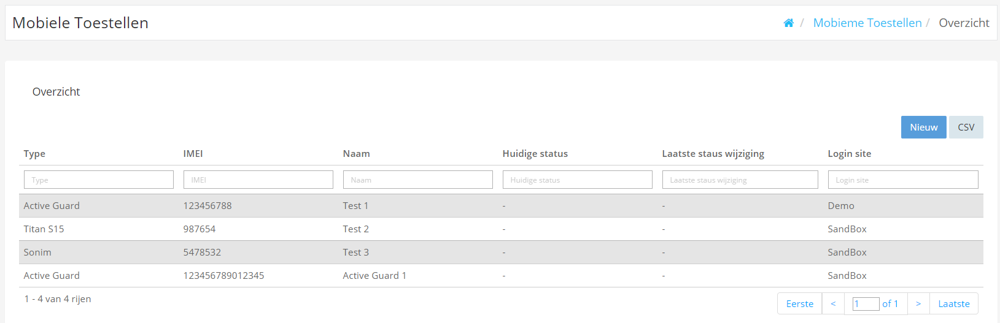 Mobiele Toestellen / Mobieme Toestellen / Overzicht
Overzicht
Nieuw CSV
Type IMEI Naam Huidige status Laatste staus wijziging Login site
Type IMEI Naam Huidige status Laatste staus wijziging Login site
Active Guard 123456788 Test 1 - - Demo
Titan S15 987654 Test 2 - - SandBox
Sonim 5478532 Test 3 - - SandBox
Active Guard 123456789012345 Active Guard 1 - - SandBox
1 - 4 van 4 rijen Eerste < 1 of 1 > Laatste